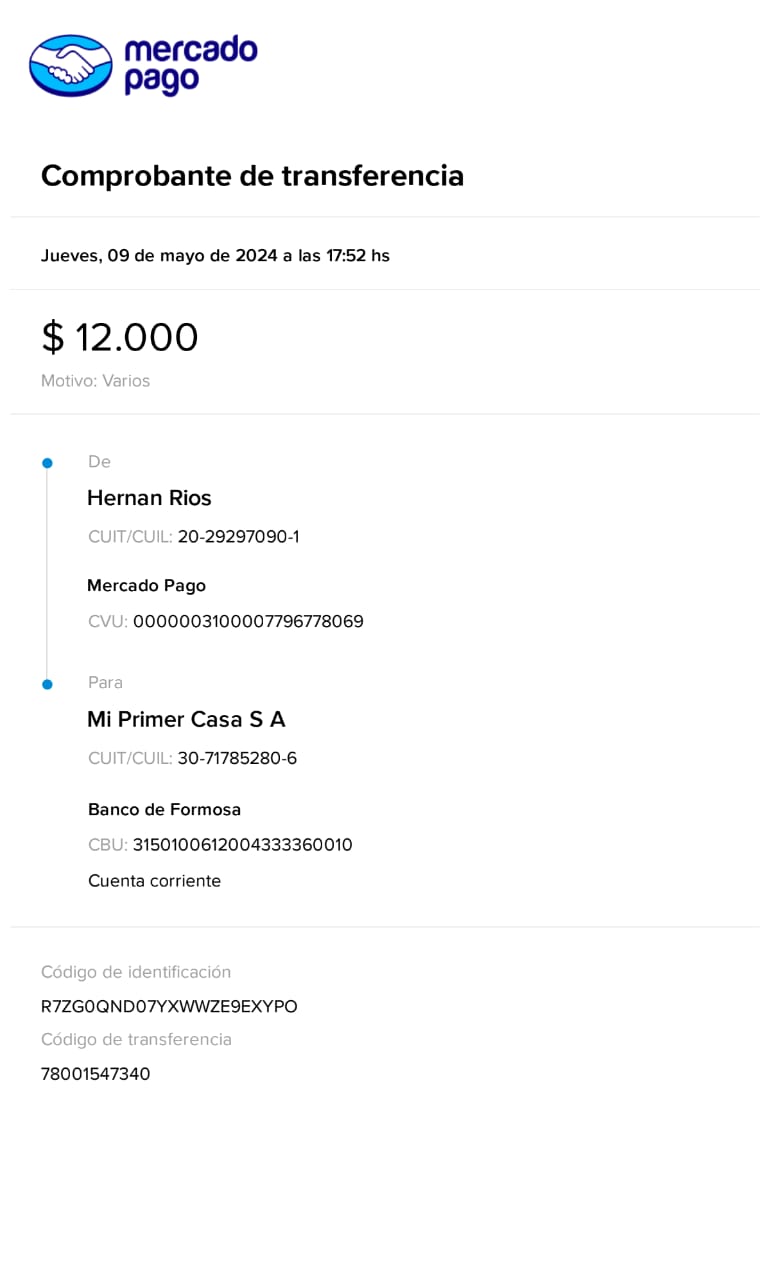 mercado
pago
Comprobante de transferencia
Jueves, 09 de mayo de 2024 a las 17:52 hs
$ 12.000
Motivo: Varios
De
Hernan Rios
CUIT/CUIL: 20-29297090-1
Mercado Pago
CVU: 0000003100007796778069
Para
Mi Primer Casa S A
CUIT/CUIL: 30-71785280-6
Banco de Formosa
CBU: 3150100612004333360010
Cuenta corriente
Código de identificación
R7ZG0QND07YXWWZE9EXYPO
Código de transferencia
78001547340